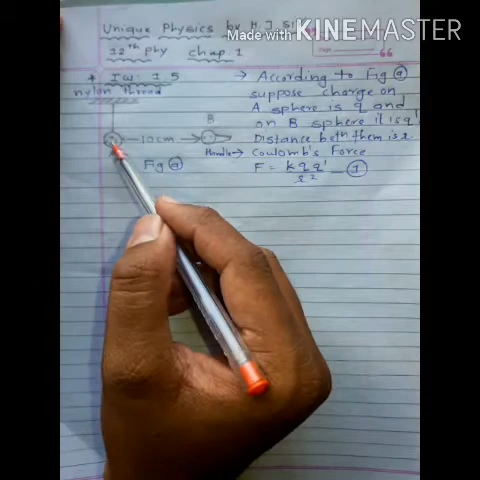 Made with KINEMASTER
Unique Physics by M. J.
12th phy chap 1
66
* IW: 1 5
nylon thread
B
10cm
Handle
Fig (a)
→ According to Fig (a)
suppose charge on
A sphere is q and
on B sphere it is q'
Distance betn them is r.
→ Coulomb's Force
F = kqq'/r² — (1)